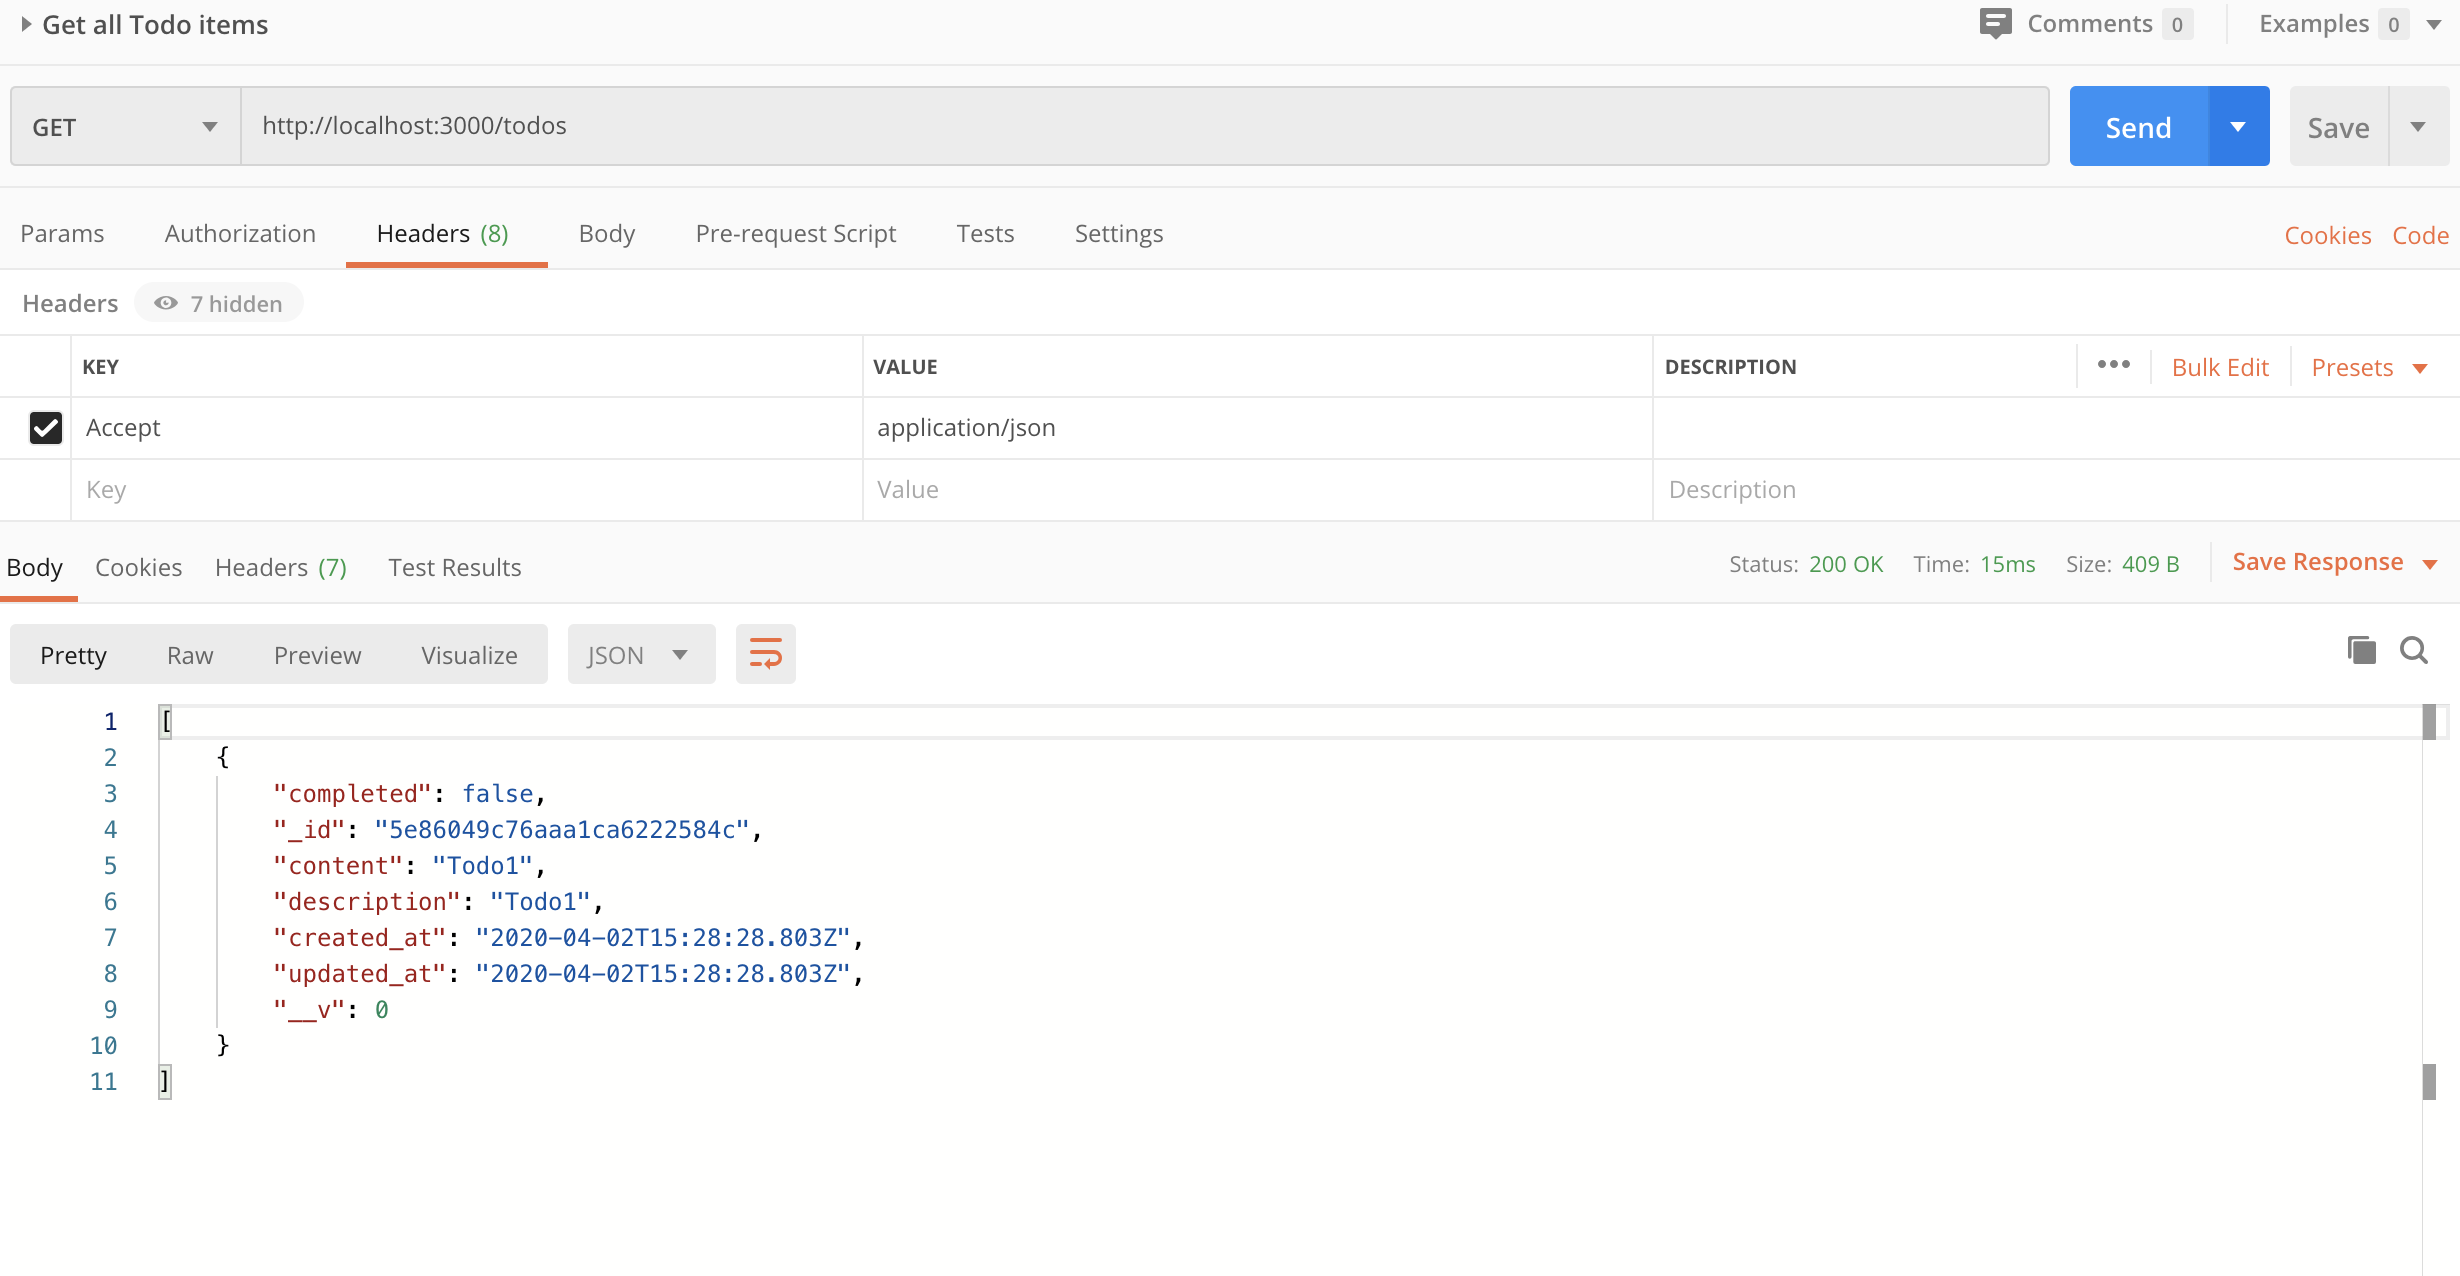 Get all Todo items Comments 0 Examples 0
GET http://localhost:3000/todos Send Save
Params Authorization Headers (8) Body Pre-request Script Tests Settings Cookies Code
Headers 7 hidden
KEY VALUE DESCRIPTION ••• Bulk Edit Presets
Accept application/json
Key Value Description
Body Cookies Headers (7) Test Results Status: 200 OK Time: 15ms Size: 409 B Save Response
Pretty Raw Preview Visualize JSON
1 [
2 {
3 "completed": false,
4 "_id": "5e86049c76aaa1ca6222584c",
5 "content": "Todo1",
6 "description": "Todo1",
7 "created_at": "2020-04-02T15:28:28.803Z",
8 "updated_at": "2020-04-02T15:28:28.803Z",
9 "__v": 0
10 }
11 ]